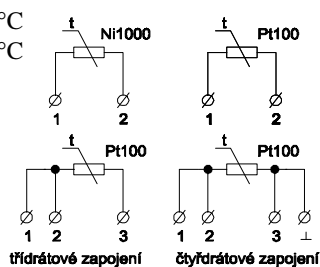 °C
°C
t Ni1000 t Pt100
1 2 1 2
t Pt100 t Pt100
1 2 3 1 2 3 ⊥
třídrátové zapojení čtyřdrátové zapojení